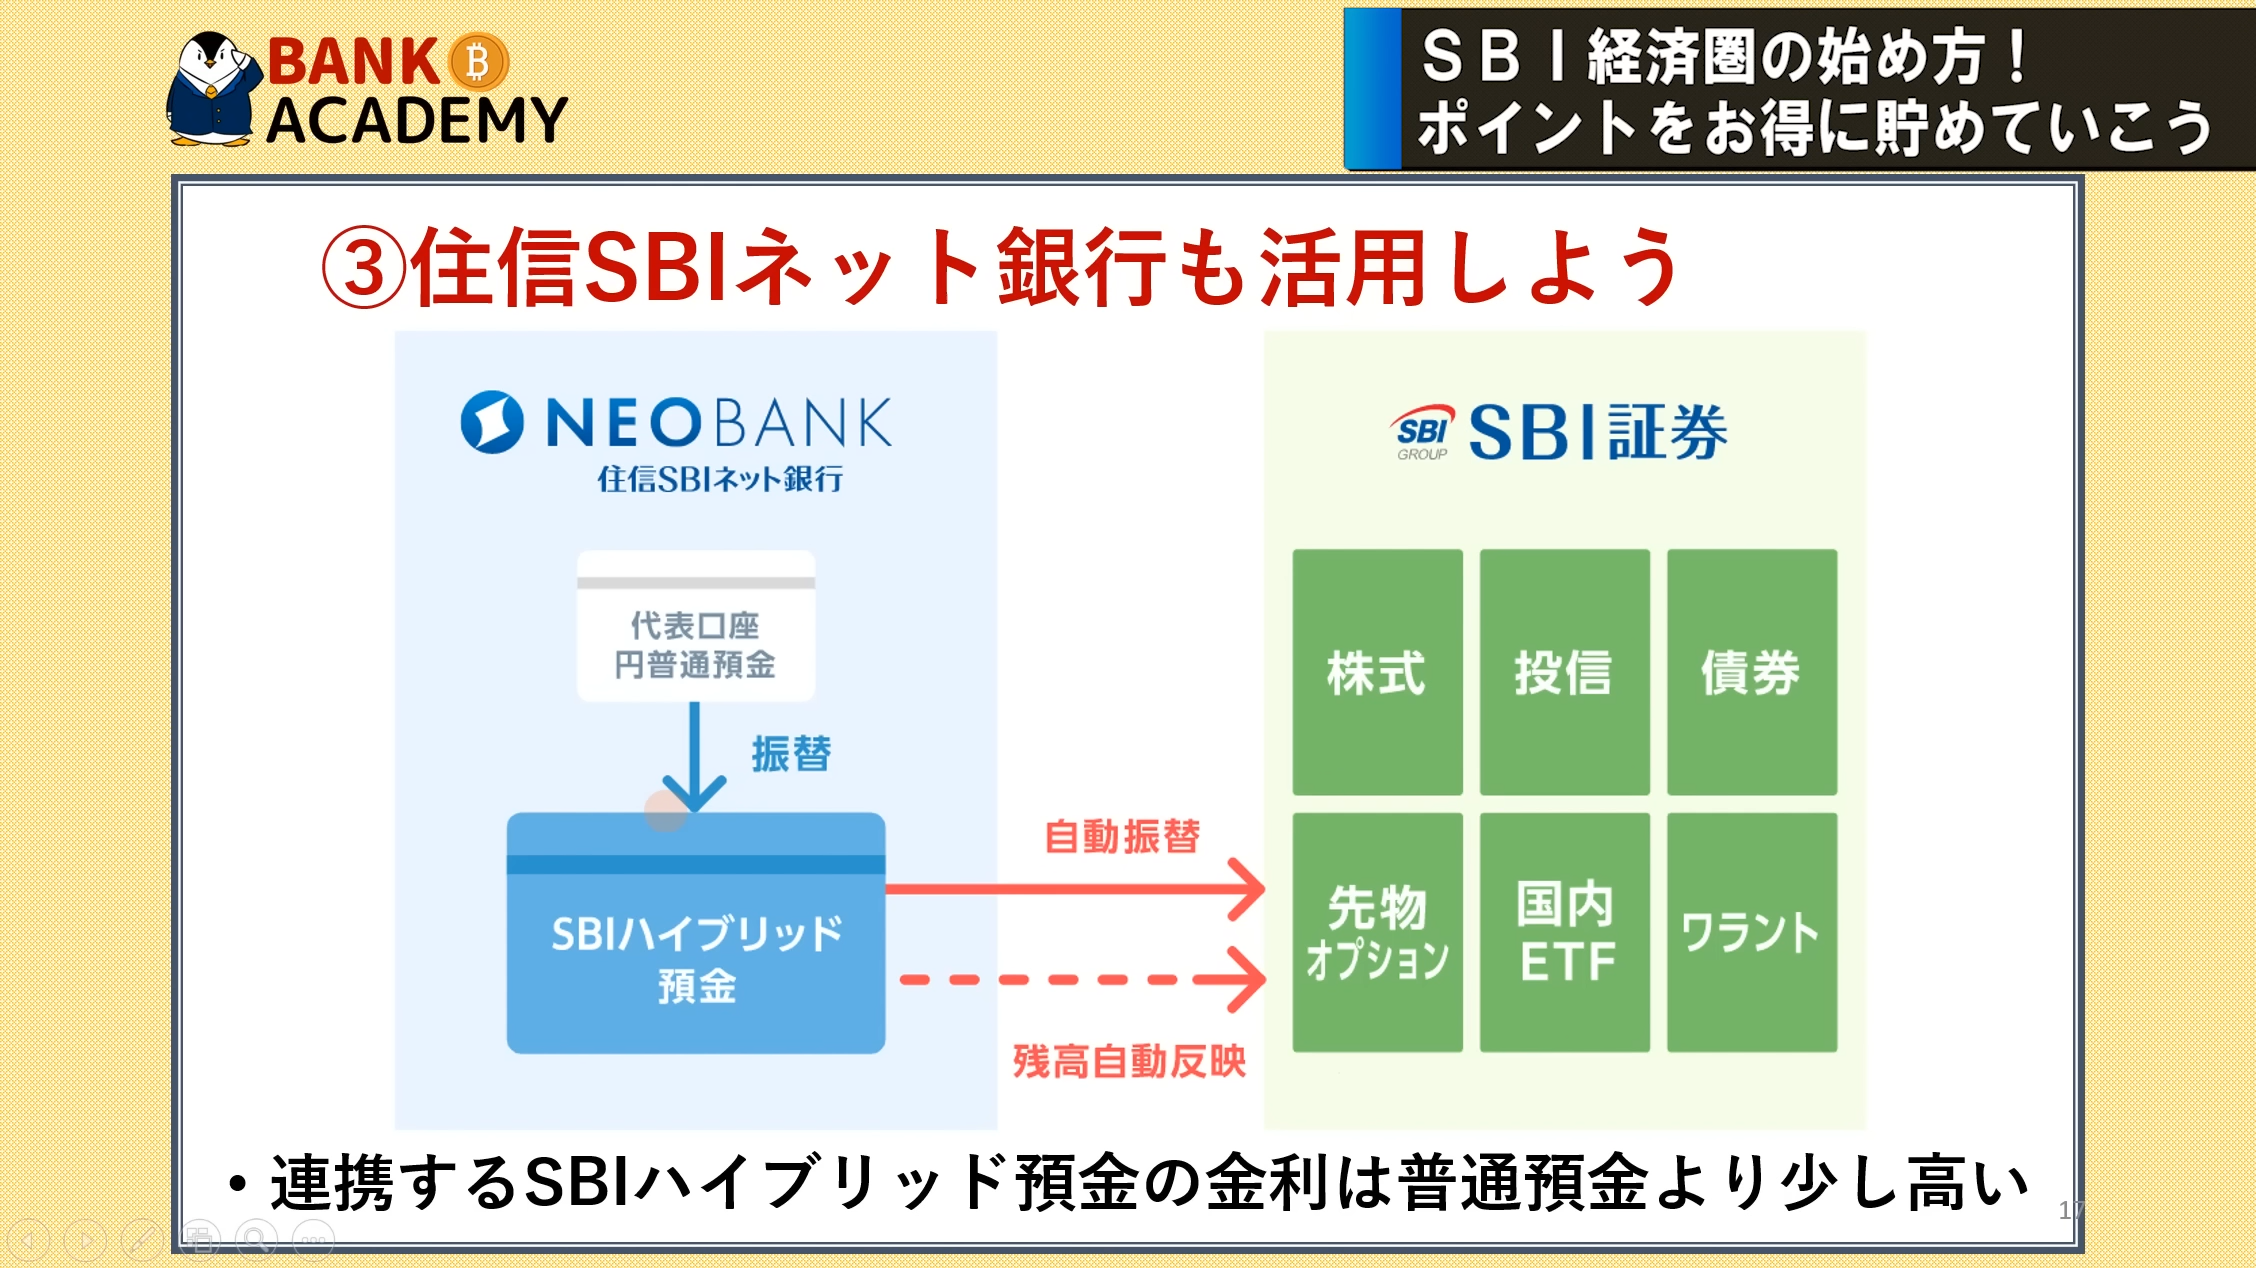 BANK
ACADEMY
SBI経済圏の始め方！
ポイントをお得に貯めていこう
③住信SBIネット銀行も活用しよう
NEOBANK
住信SBIネット銀行
代表口座
円普通預金
振替
SBIハイブリッド
預金
自動振替
残高自動反映
SBI
GROUP
SBI証券
株式
投信
債券
先物
オプション
国内
ETF
ワラント
・連携するSBIハイブリッド預金の金利は普通預金より少し高い
17